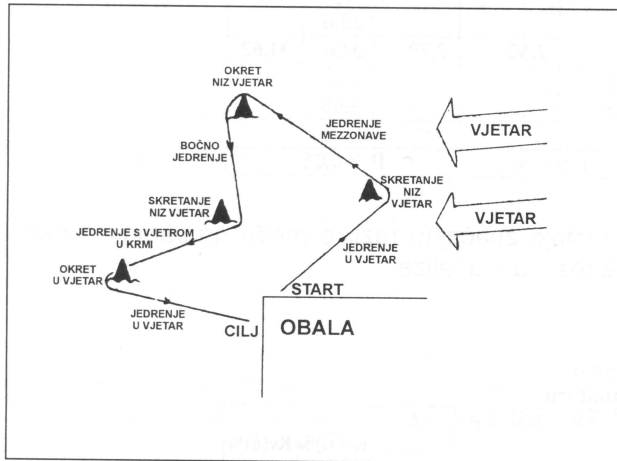 OKRET
NIZ VJETAR
JEDRENJE
MEZZONAVE
VJETAR
BOČNO
JEDRENJE
SKRETANJE
NIZ
VJETAR
SKRETANJE
NIZ VJETAR
VJETAR
JEDRENJE S VJETROM
U KRMI
JEDRENJE
U VJETAR
OKRET
U VJETAR
START
JEDRENJE
U VJETAR
CILJ
OBALA